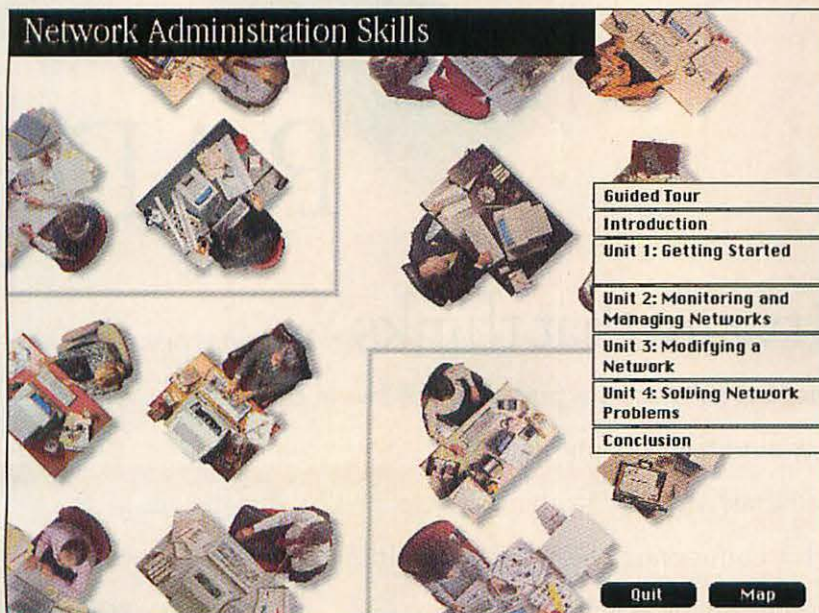 Network Administration Skills
Guided Tour
Introduction
Unit 1: Getting Started
Unit 2: Monitoring and
Managing Networks
Unit 3: Modifying a
Network
Unit 4: Solving Network
Problems
Conclusion
Quit
Map